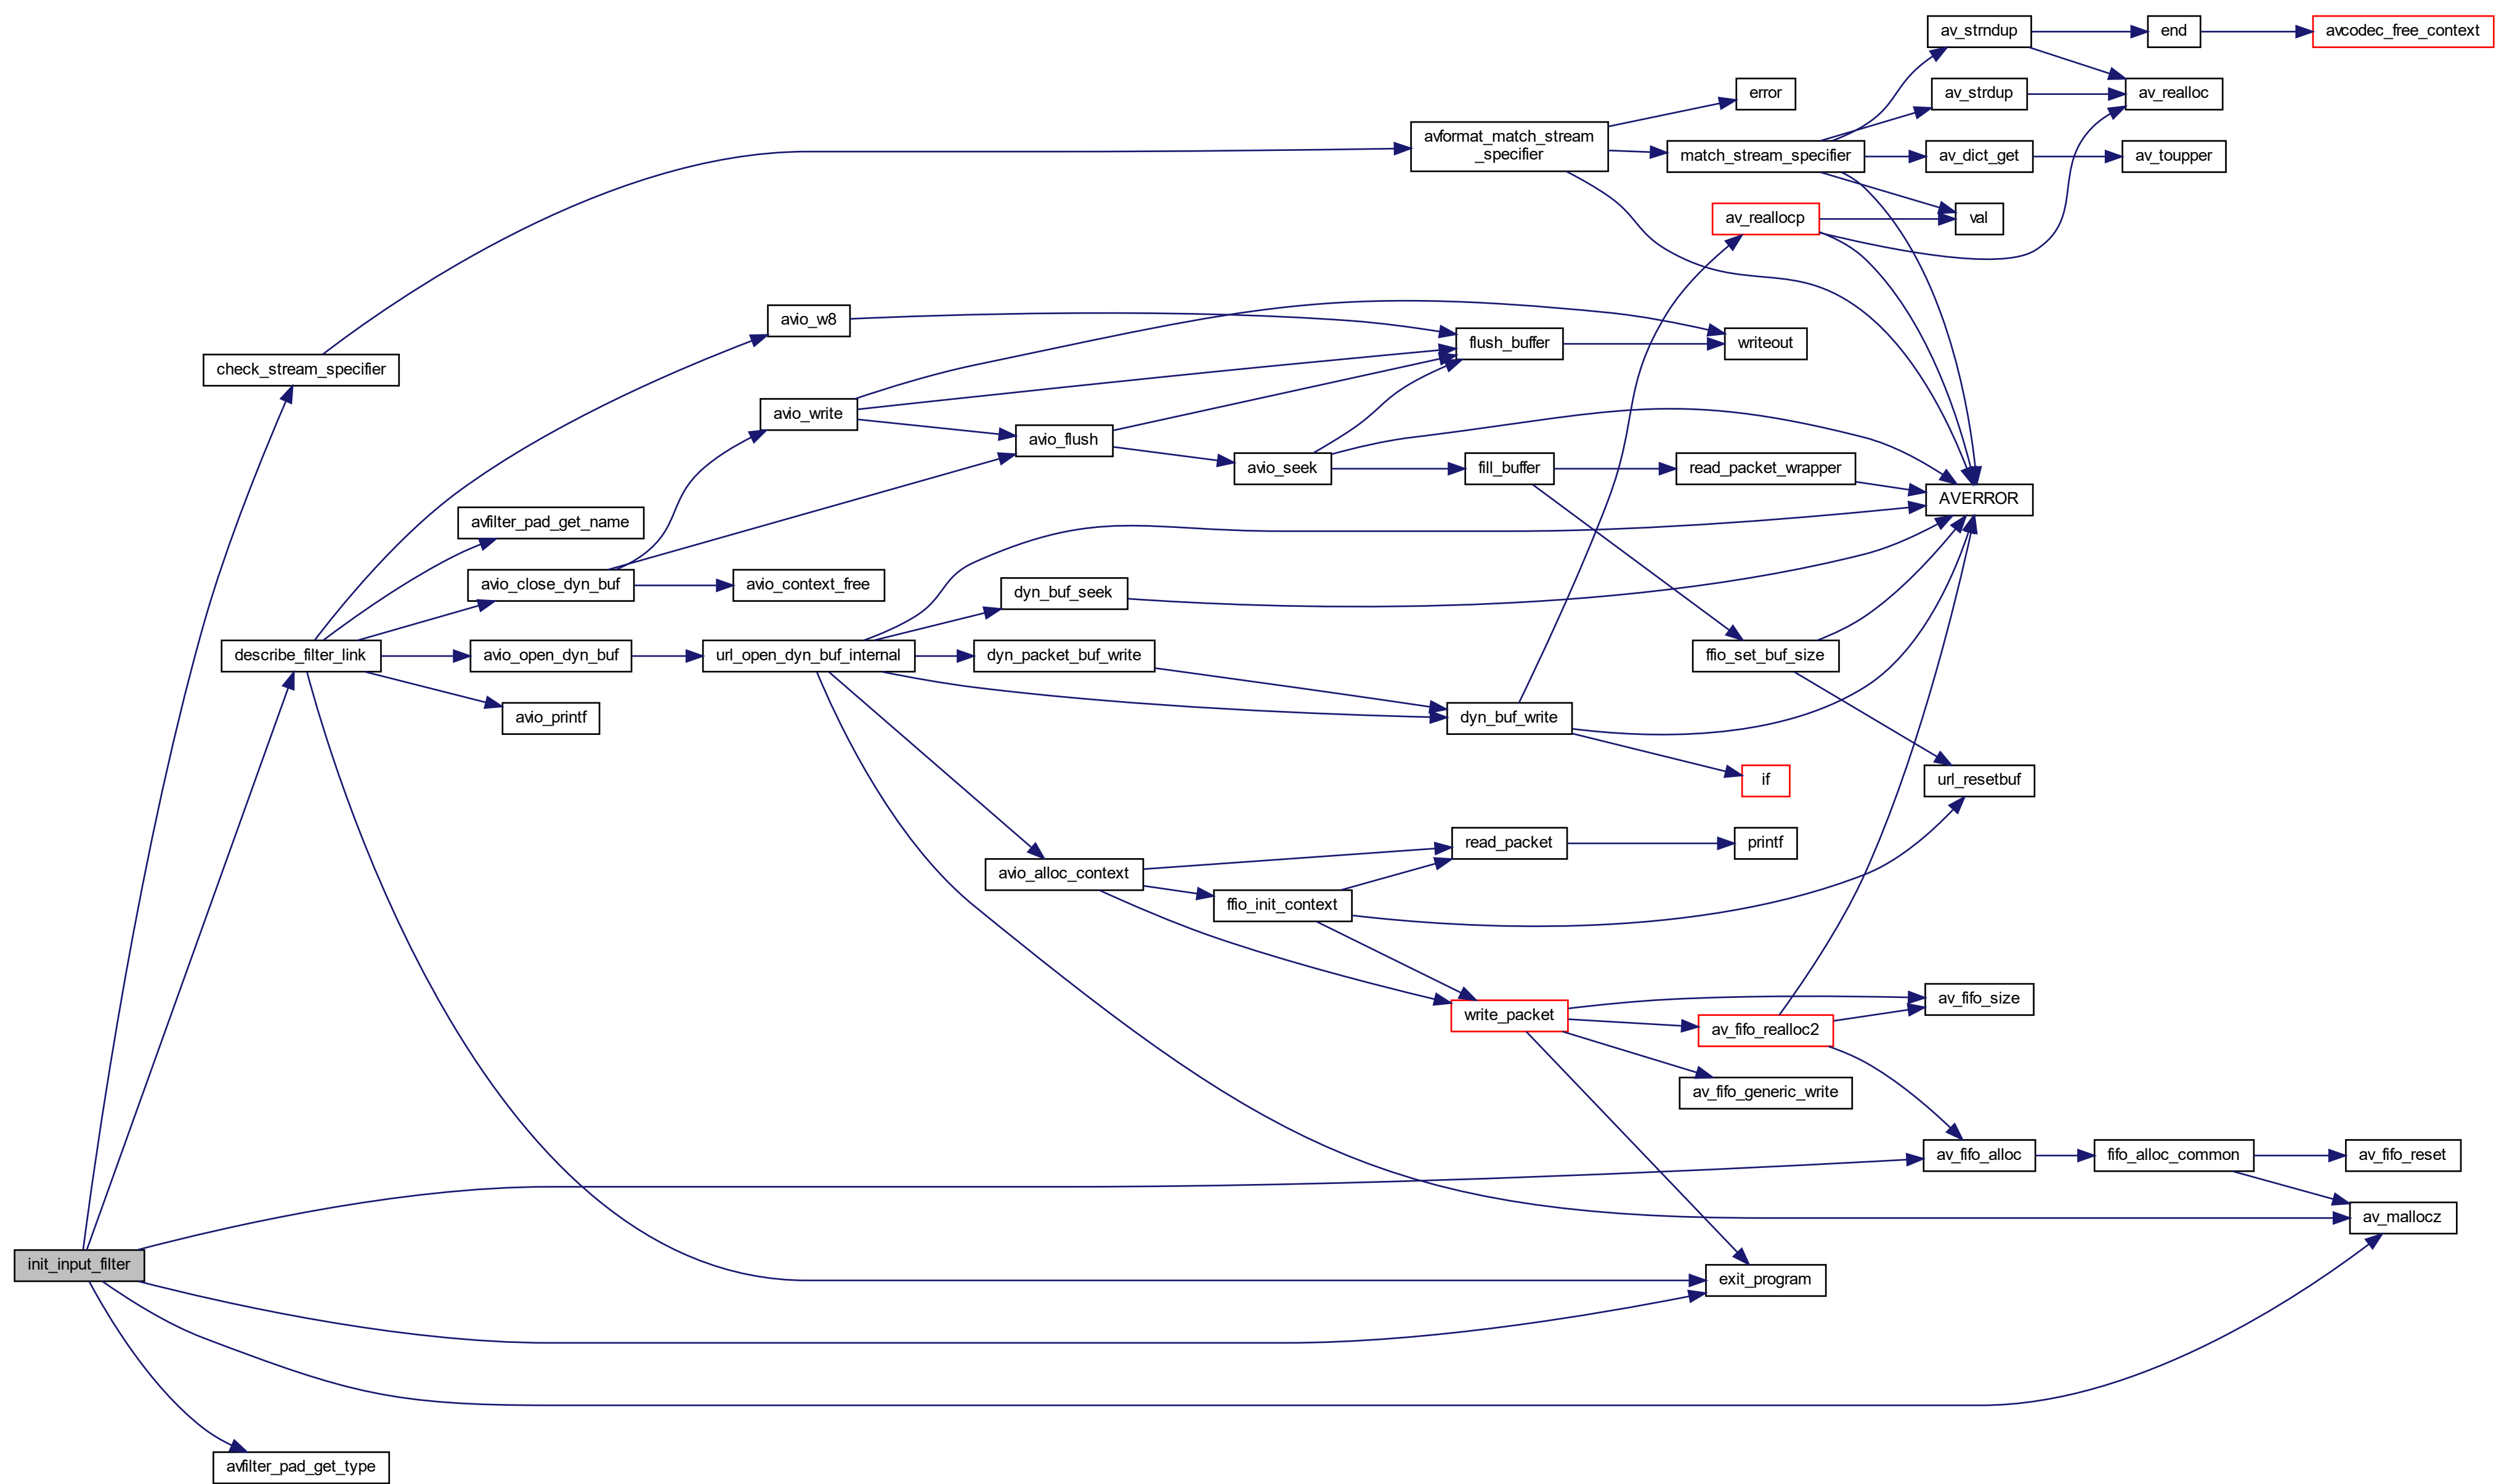 av_strndup
end
avcodec_free_context
error
av_strdup
av_realloc
avformat_match_stream
_specifier
match_stream_specifier
av_dict_get
av_toupper
av_reallocp
val
avio_w8
flush_buffer
writeout
check_stream_specifier
avio_write
avio_flush
avio_seek
fill_buffer
read_packet_wrapper
AVERROR
avfilter_pad_get_name
avio_close_dyn_buf
avio_context_free
dyn_buf_seek
describe_filter_link
avio_open_dyn_buf
url_open_dyn_buf_internal
dyn_packet_buf_write
ffio_set_buf_size
avio_printf
dyn_buf_write
if
url_resetbuf
read_packet
printf
avio_alloc_context
ffio_init_context
write_packet
av_fifo_realloc2
av_fifo_size
av_fifo_generic_write
av_fifo_alloc
fifo_alloc_common
av_fifo_reset
av_mallocz
init_input_filter
exit_program
avfilter_pad_get_type